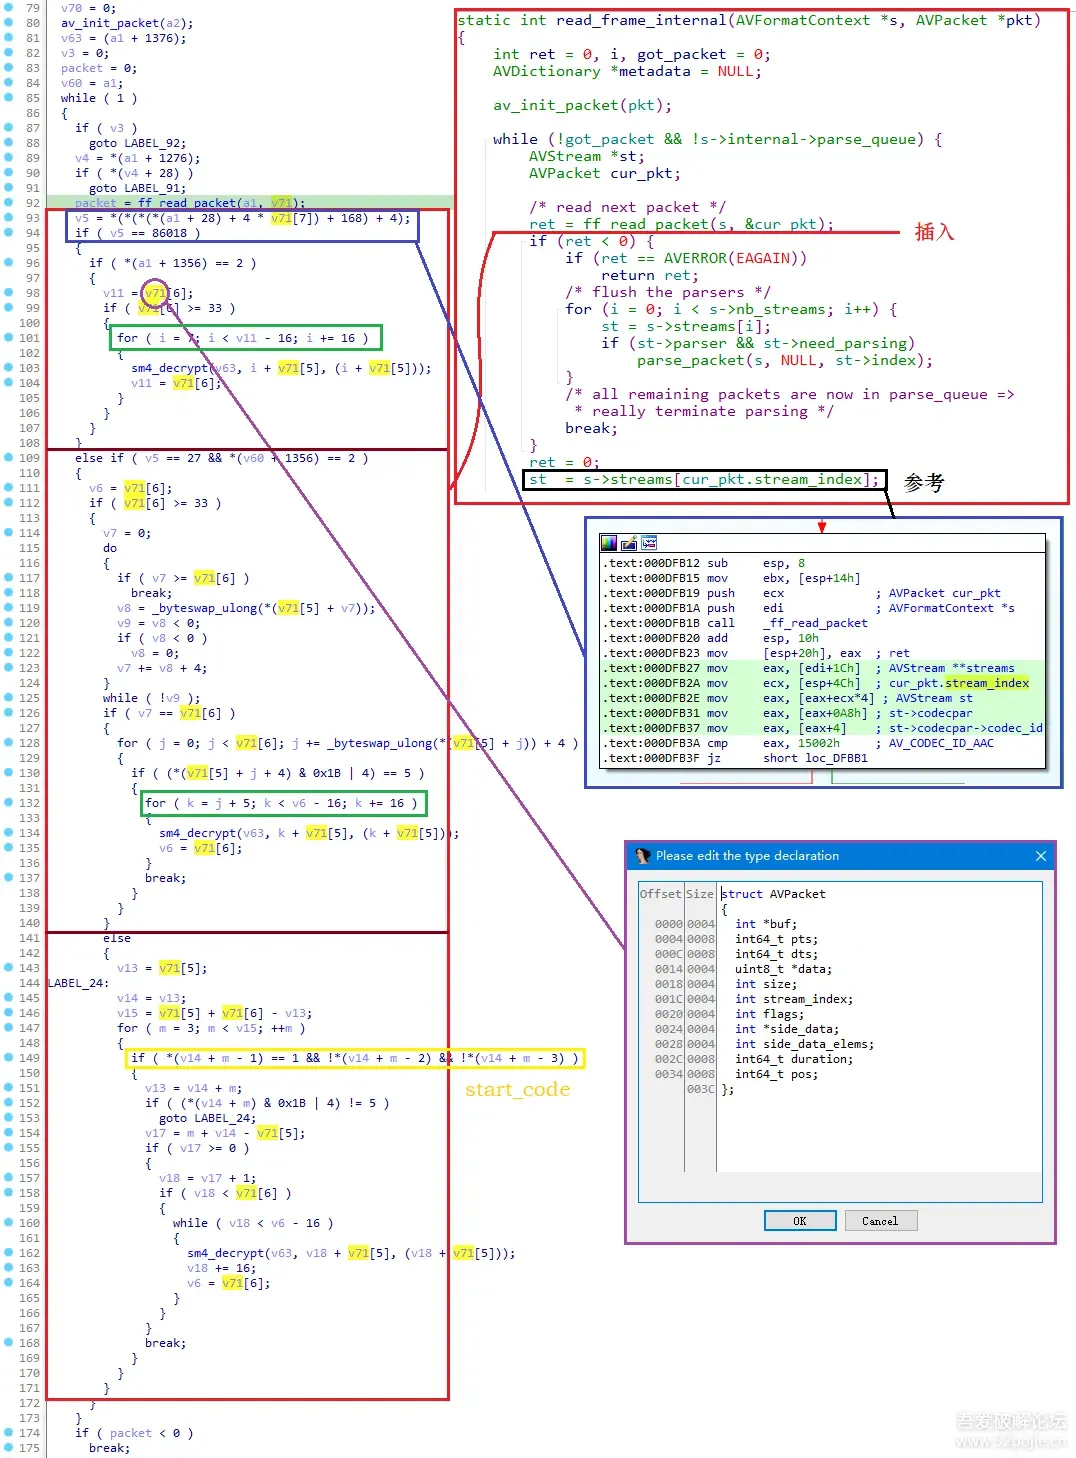 79 v70 = 0;
80 av_init_packet(a2);
81 v63 = (a1 + 1376);
82 v3 = 0;
83 packet = 0;
84 v60 = a1;
85 while ( 1 )
86 {
87 if ( v3 )
88 goto LABEL_92;
89 v4 = *(a1 + 1276);
90 if ( *(v4 + 28) )
91 goto LABEL_91;
92 packet = ff_read_packet(a1, v71);
93 v5 = *(*(*(*(a1 + 28) + 4 * v71[7]) + 168) + 4);
94 if ( v5 == 86018 )
95 {
96 if ( *(a1 + 1356) == 2 )
97 {
98 v11 = v71[6];
99 if ( v71[6] >= 33 )
100 {
101 for ( i = 7; i < v11 - 16; i += 16 )
102 {
103 sm4_decrypt(v63, i + v71[5], (i + v71[5]));
104 v11 = v71[6];
105 }
106 }
107 }
108 }
109 else if ( v5 == 27 && *(v60 + 1356) == 2 )
110 {
111 v6 = v71[6];
112 if ( v71[6] >= 33 )
113 {
114 v7 = 0;
115 do
116 {
117 if ( v7 >= v71[6] )
118 break;
119 v8 = _byteswap_ulong(*(v71[5] + v7));
120 v9 = v8 < 0;
121 if ( v8 < 0 )
122 v8 = 0;
123 v7 += v8 + 4;
124 }
125 while ( !v9 );
126 if ( v7 == v71[6] )
127 {
128 for ( j = 0; j < v71[6]; j += _byteswap_ulong(*(v71[5] + j)) + 4 )
129 {
130 if ( (*(v71[5] + j + 4) & 0x1B | 4) == 5 )
131 {
132 for ( k = j + 5; k < v6 - 16; k += 16 )
133 {
134 sm4_decrypt(v63, k + v71[5], (k + v71[5]));
135 v6 = v71[6];
136 }
137 break;
138 }
139 }
140 }
141 else
142 {
143 v13 = v71[5];
144 LABEL_24:
145 v14 = v13;
146 v15 = v71[5] + v71[6] - v13;
147 for ( m = 3; m < v15; ++m )
148 {
149 if ( *(v14 + m - 1) == 1 && !*(v14 + m - 2) && !*(v14 + m - 3) )
150 {
151 v13 = v14 + m;
152 if ( (*(v14 + m) & 0x1B | 4) != 5 )
153 goto LABEL_24;
154 v17 = m + v14 - v71[5];
155 if ( v17 >= 0 )
156 {
157 v18 = v17 + 1;
158 if ( v18 < v71[6] )
159 {
160 while ( v18 < v6 - 16 )
161 {
162 sm4_decrypt(v63, v18 + v71[5], (v18 + v71[5]));
163 v18 += 16;
164 v6 = v71[6];
165 }
166 }
167 }
168 break;
169 }
170 }
171 }
172 }
173 }
174 if ( packet < 0 )
175 break;
start_code
static int read_frame_internal(AVFormatContext *s, AVPacket *pkt)
{
int ret = 0, i, got_packet = 0;
AVDictionary *metadata = NULL;
av_init_packet(pkt);
while (!got_packet && !s->internal->parse_queue) {
AVStream *st;
AVPacket cur_pkt;
/* read next packet */
ret = ff_read_packet(s, &cur_pkt);
插入
if (ret < 0) {
if (ret == AVERROR(EAGAIN))
return ret;
/* flush the parsers */
for (i = 0; i < s->nb_streams; i++) {
st = s->streams[i];
if (st->parser && st->need_parsing)
parse_packet(s, NULL, st->index);
}
/* all remaining packets are now in parse_queue =>
* really terminate parsing */
break;
}
ret = 0;
st = s->streams[cur_pkt.stream_index];
参考
.text:000DFB12 sub esp, 8
.text:000DFB15 mov ebx, [esp+14h]
.text:000DFB19 push ecx ; AVPacket cur_pkt
.text:000DFB1A push edi ; AVFormatContext *s
.text:000DFB1B call _ff_read_packet
.text:000DFB20 add esp, 10h
.text:000DFB23 mov [esp+20h], eax ; ret
.text:000DFB27 mov eax, [edi+1Ch] ; AVStream **streams
.text:000DFB2A mov ecx, [esp+4Ch] ; cur_pkt.stream_index
.text:000DFB2E mov eax, [eax+ecx*4] ; AVStream st
.text:000DFB31 mov eax, [eax+0A8h] ; st->codecpar
.text:000DFB37 mov eax, [eax+4] ; st->codecpar->codec_id
.text:000DFB3A cmp eax, 15002h ; AV_CODEC_ID_AAC
.text:000DFB3F jz short loc_DFBB1
Please edit the type declaration
Offset Size struct AVPacket
{
0000 0004 int *buf;
0004 0008 int64_t pts;
000C 0008 int64_t dts;
0014 0004 uint8_t *data;
0018 0004 int size;
001C 0004 int stream_index;
0020 0004 int flags;
0024 0004 int *side_data;
0028 0004 int side_data_elems;
002C 0008 int64_t duration;
0034 0008 int64_t pos;
003C };
OK Cancel
吾爱破解论坛
www.52pojie.cn